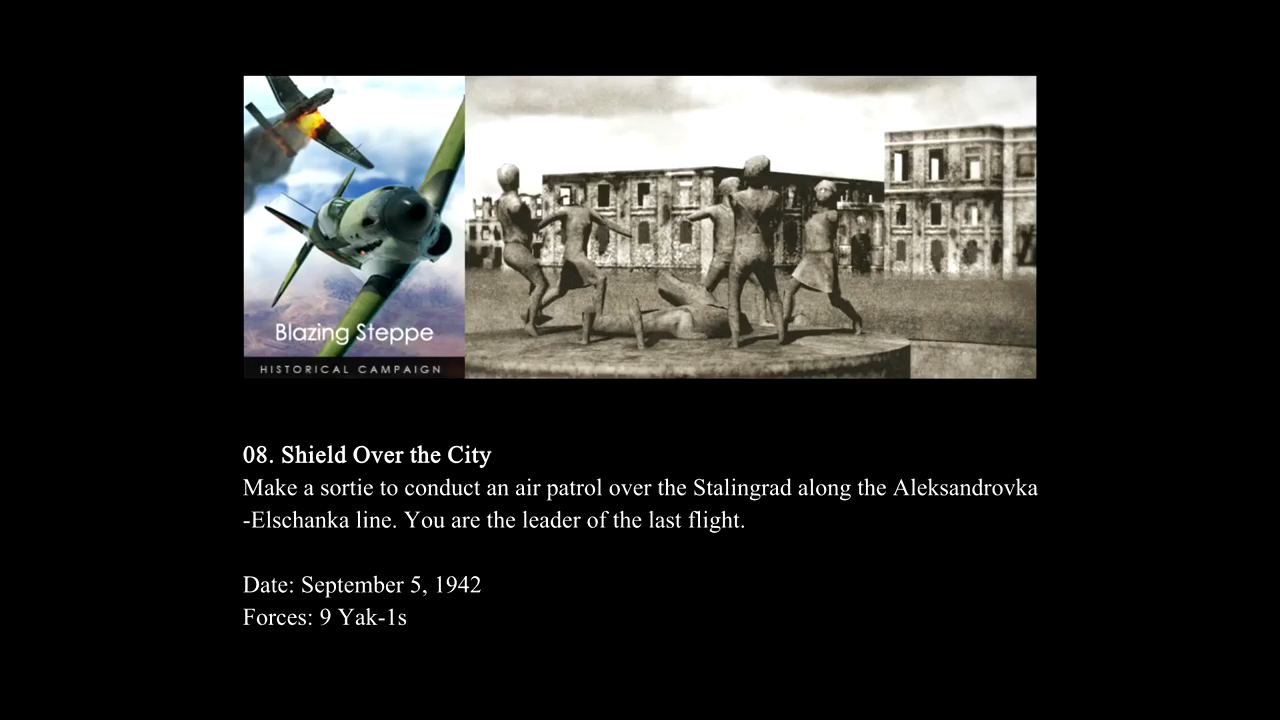 Blazing Steppe
HISTORICAL CAMPAIGN
08. Shield Over the City
Make a sortie to conduct an air patrol over the Stalingrad along the Aleksandrovka
-Elschanka line. You are the leader of the last flight.
Date: September 5, 1942
Forces: 9 Yak-1s